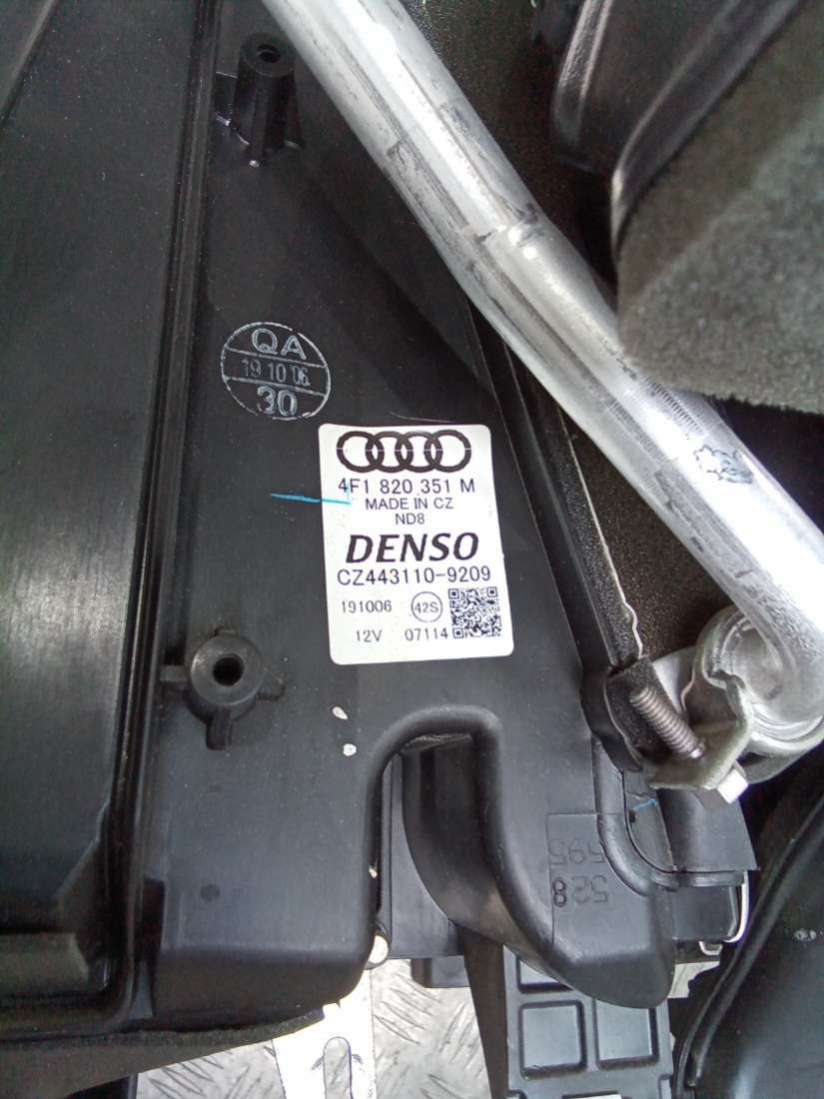 QA
19 10 06
30
4F1 820 351 M
MADE IN CZ
ND8
DENSO
CZ443110-9209
191006 42S
12V 07114
595
528